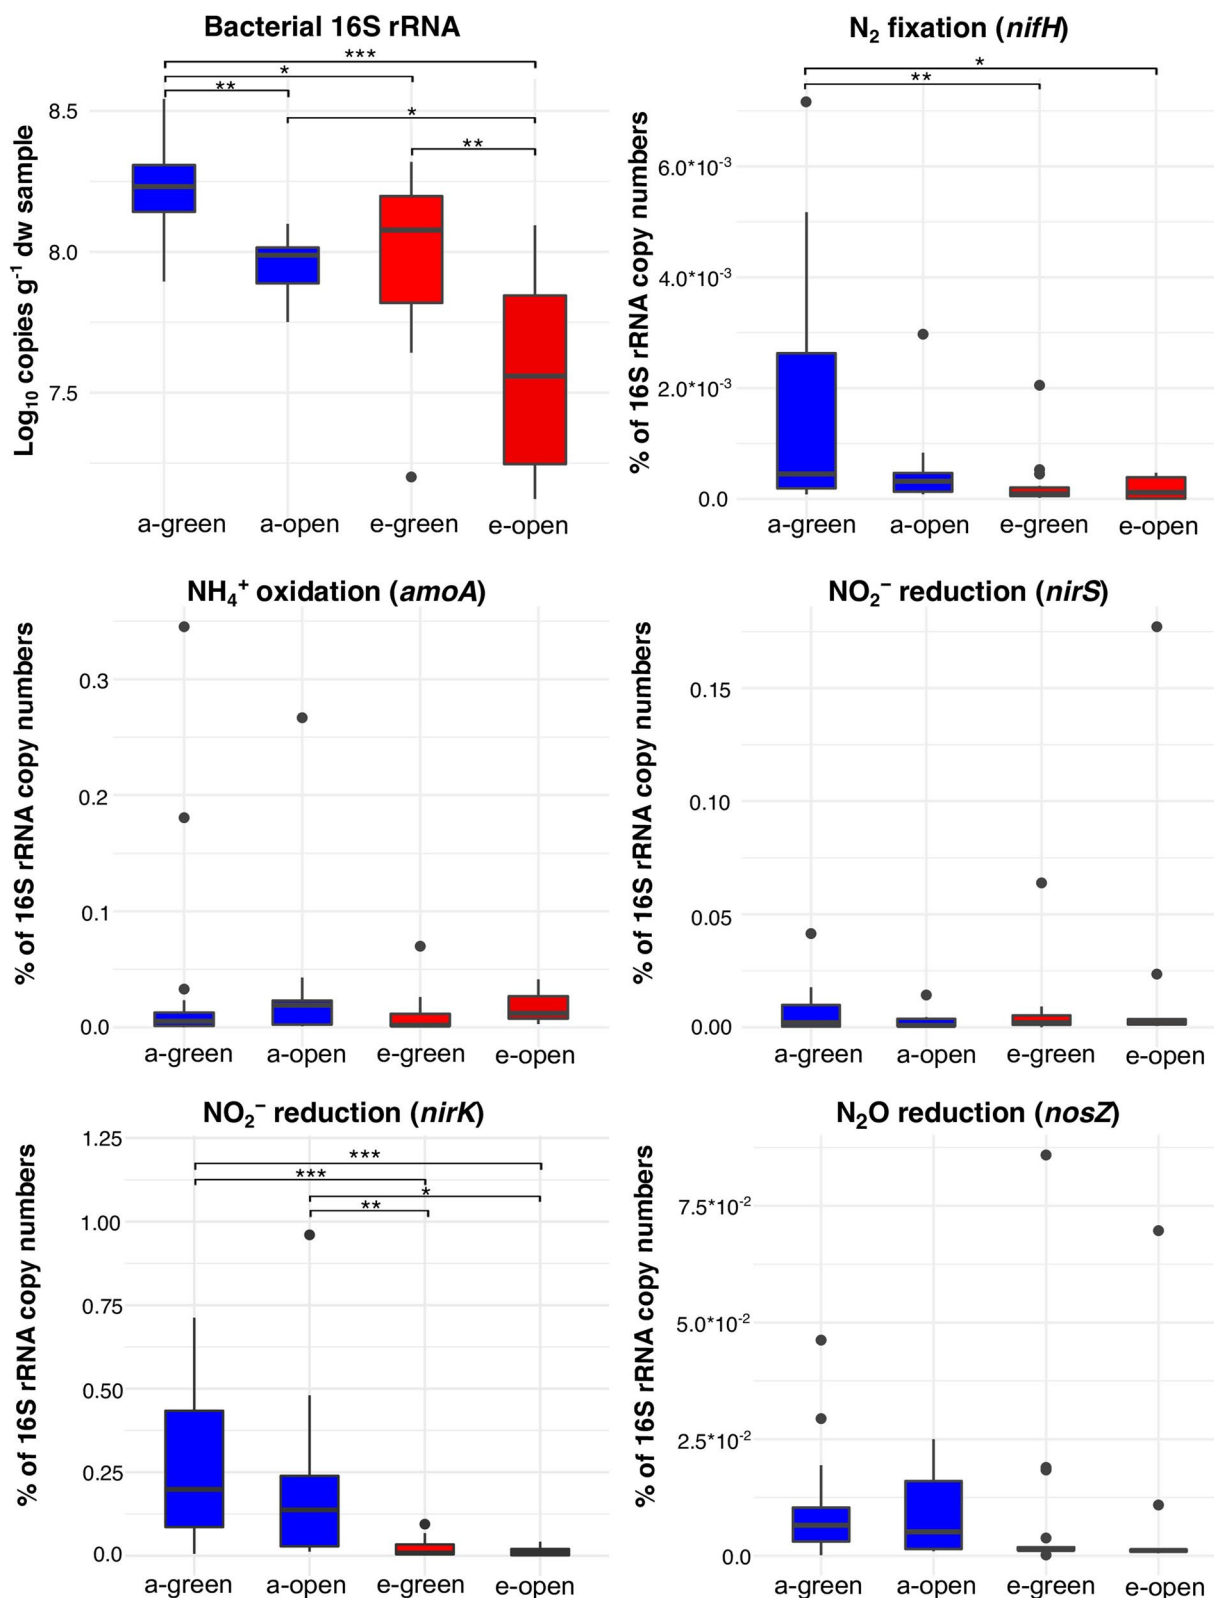 Bacterial 16S rRNA
Log₁₀ copies g⁻¹ dw sample
***
*
**
*
**
8.5
8.0
7.5
a-green a-open e-green e-open
N₂ fixation (nifH)
% of 16S rRNA copy numbers
*
**
6.0*10⁻³
4.0*10⁻³
2.0*10⁻³
0.0
a-green a-open e-green e-open
NH₄⁺ oxidation (amoA)
% of 16S rRNA copy numbers
0.3
0.2
0.1
0.0
a-green a-open e-green e-open
NO₂⁻ reduction (nirS)
% of 16S rRNA copy numbers
0.15
0.10
0.05
0.00
a-green a-open e-green e-open
NO₂⁻ reduction (nirK)
% of 16S rRNA copy numbers
1.25
***
***
*
**
1.00
0.75
0.50
0.25
0.0
a-green a-open e-green e-open
N₂O reduction (nosZ)
% of 16S rRNA copy numbers
7.5*10⁻²
5.0*10⁻²
2.5*10⁻²
0.0
a-green a-open e-green e-open